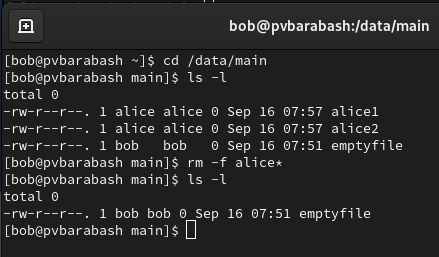 bob@pvbarabash:/data/main
[bob@pvbarabash ~]$ cd /data/main
[bob@pvbarabash main]$ ls -l
total 0
-rw-r--r--. 1 alice alice 0 Sep 16 07:57 alice1
-rw-r--r--. 1 alice alice 0 Sep 16 07:57 alice2
-rw-r--r--. 1 bob   bob   0 Sep 16 07:51 emptyfile
[bob@pvbarabash main]$ rm -f alice*
[bob@pvbarabash main]$ ls -l
total 0
-rw-r--r--. 1 bob bob 0 Sep 16 07:51 emptyfile
[bob@pvbarabash main]$